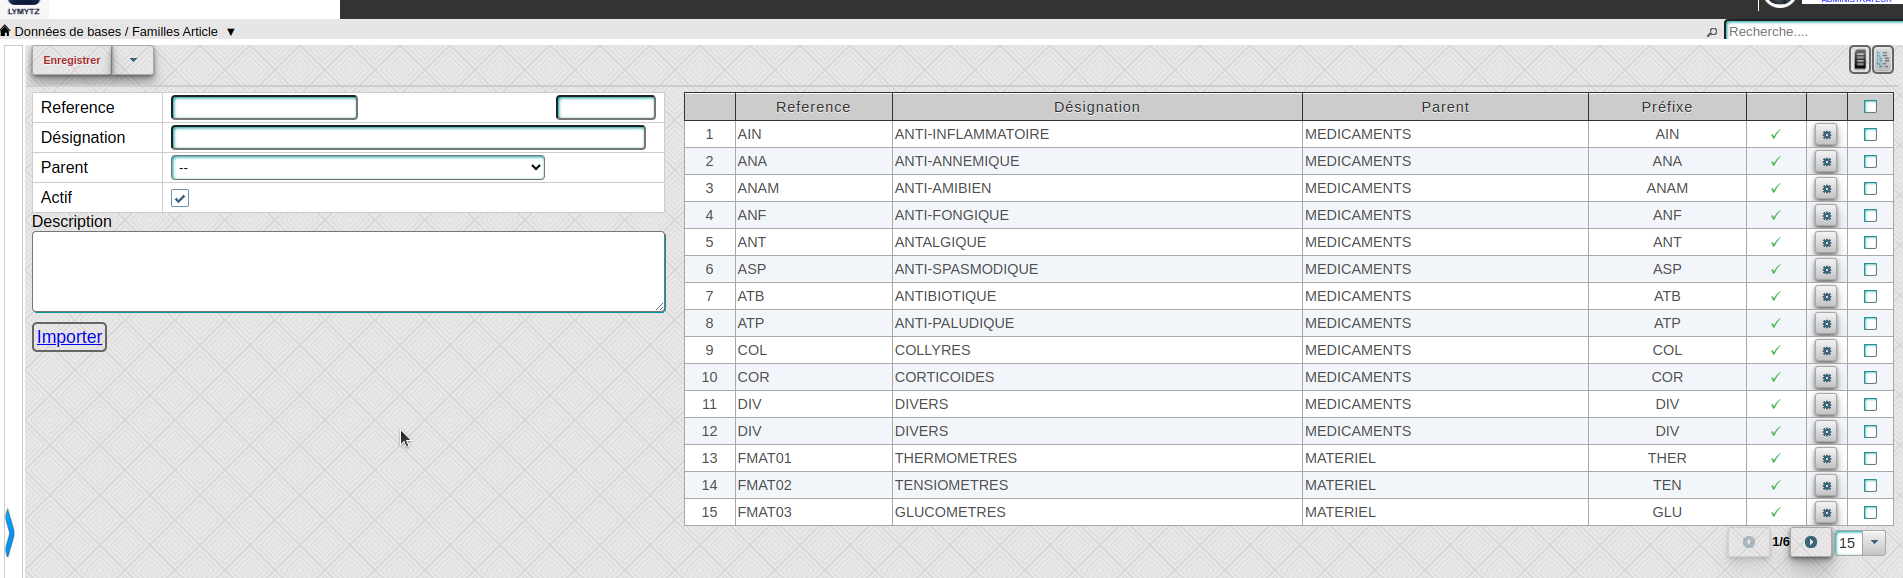 LYMYTZ
ADMINISTRATEUR
Données de bases / Familles Article ▼
Recherche....
Enregistrer
Reference
Désignation
Parent
--
Actif
Description
Importer
Reference Désignation Parent Préfixe
1 AIN ANTI-INFLAMMATOIRE MEDICAMENTS AIN ✓
2 ANA ANTI-ANNEMIQUE MEDICAMENTS ANA ✓
3 ANAM ANTI-AMIBIEN MEDICAMENTS ANAM ✓
4 ANF ANTI-FONGIQUE MEDICAMENTS ANF ✓
5 ANT ANTALGIQUE MEDICAMENTS ANT ✓
6 ASP ANTI-SPASMODIQUE MEDICAMENTS ASP ✓
7 ATB ANTIBIOTIQUE MEDICAMENTS ATB ✓
8 ATP ANTI-PALUDIQUE MEDICAMENTS ATP ✓
9 COL COLLYRES MEDICAMENTS COL ✓
10 COR CORTICOIDES MEDICAMENTS COR ✓
11 DIV DIVERS MEDICAMENTS DIV ✓
12 DIV DIVERS MEDICAMENTS DIV ✓
13 FMAT01 THERMOMETRES MATERIEL THER ✓
14 FMAT02 TENSIOMETRES MATERIEL TEN ✓
15 FMAT03 GLUCOMETRES MATERIEL GLU ✓
1/6 15